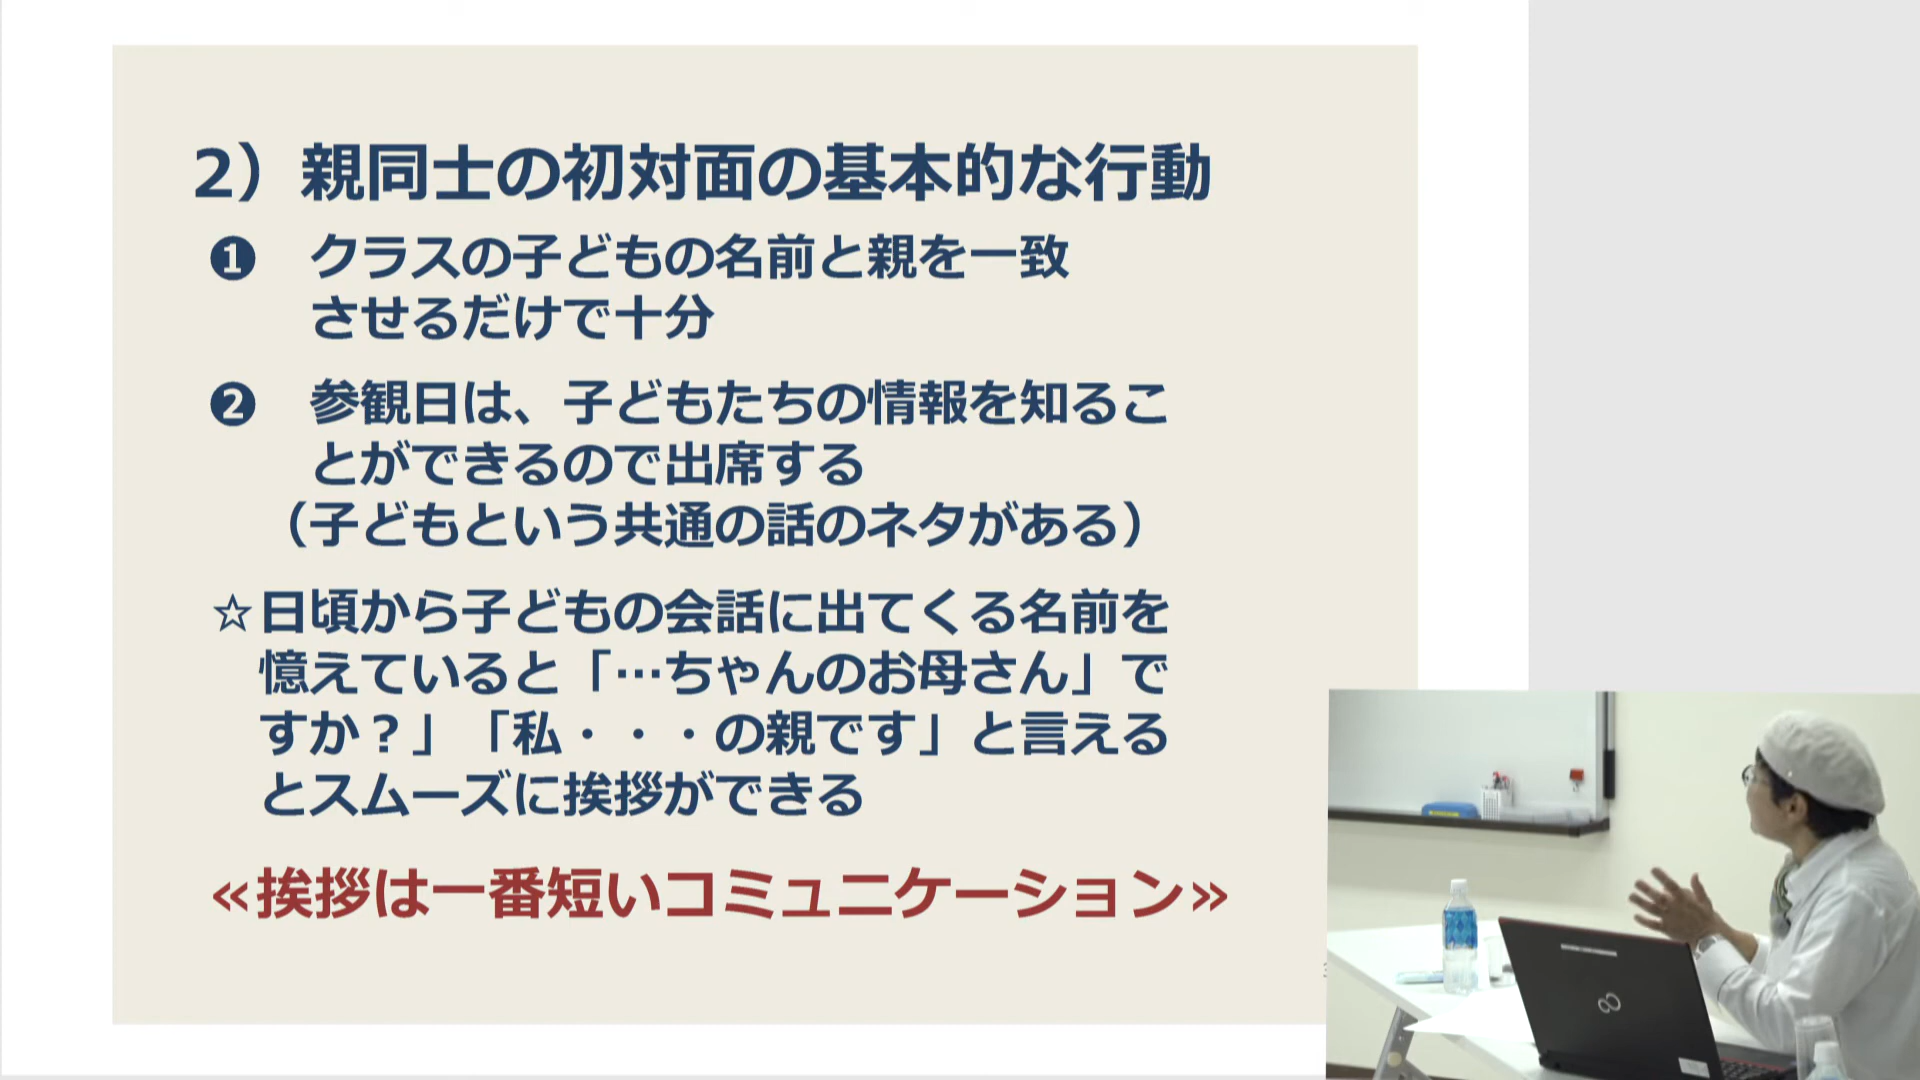 2）親同士の初対面の基本的な行動
❶ クラスの子どもの名前と親を一致
させるだけで十分
❷ 参観日は、子どもたちの情報を知るこ
とができるので出席する
（子どもという共通の話のネタがある）
☆日頃から子どもの会話に出てくる名前を
憶えていると「…ちゃんのお母さん」で
すか？」「私・・・の親です」と言える
とスムーズに挨拶ができる
«挨拶は一番短いコミュニケーション»